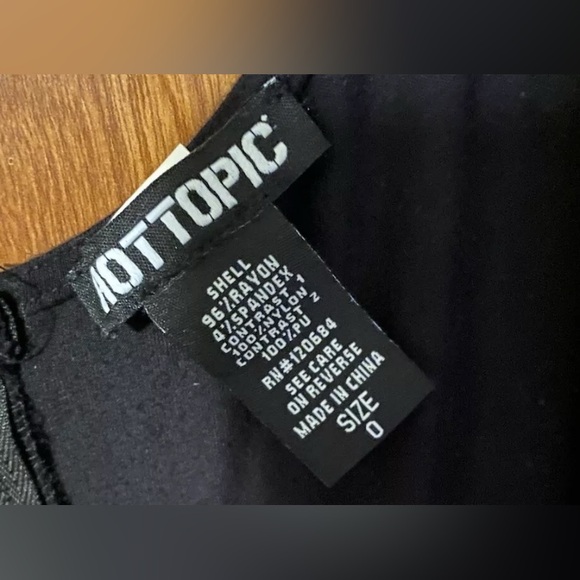 HOTTOPIC
SHELL
96%RAYON
4%SPANDEX
CONTRAST 1
100%NYLON
CONTRAST 2
100%PU
RN#120684
SEE CARE
ON REVERSE
MADE IN CHINA
SIZE
0